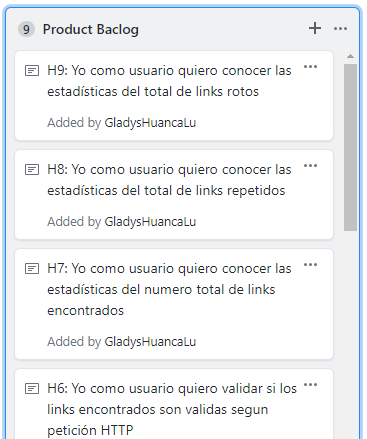 9 Product Baclog
H9: Yo como usuario quiero conocer las
estadísticas del total de links rotos
Added by GladysHuancaLu
H8: Yo como usuario quiero conocer las
estadísticas del total de links repetidos
Added by GladysHuancaLu
H7: Yo como usuario quiero conocer las
estadísticas del numero total de links
encontrados
Added by GladysHuancaLu
H6: Yo como usuario quiero validar si los
links encontrados son validas segun
petición HTTP